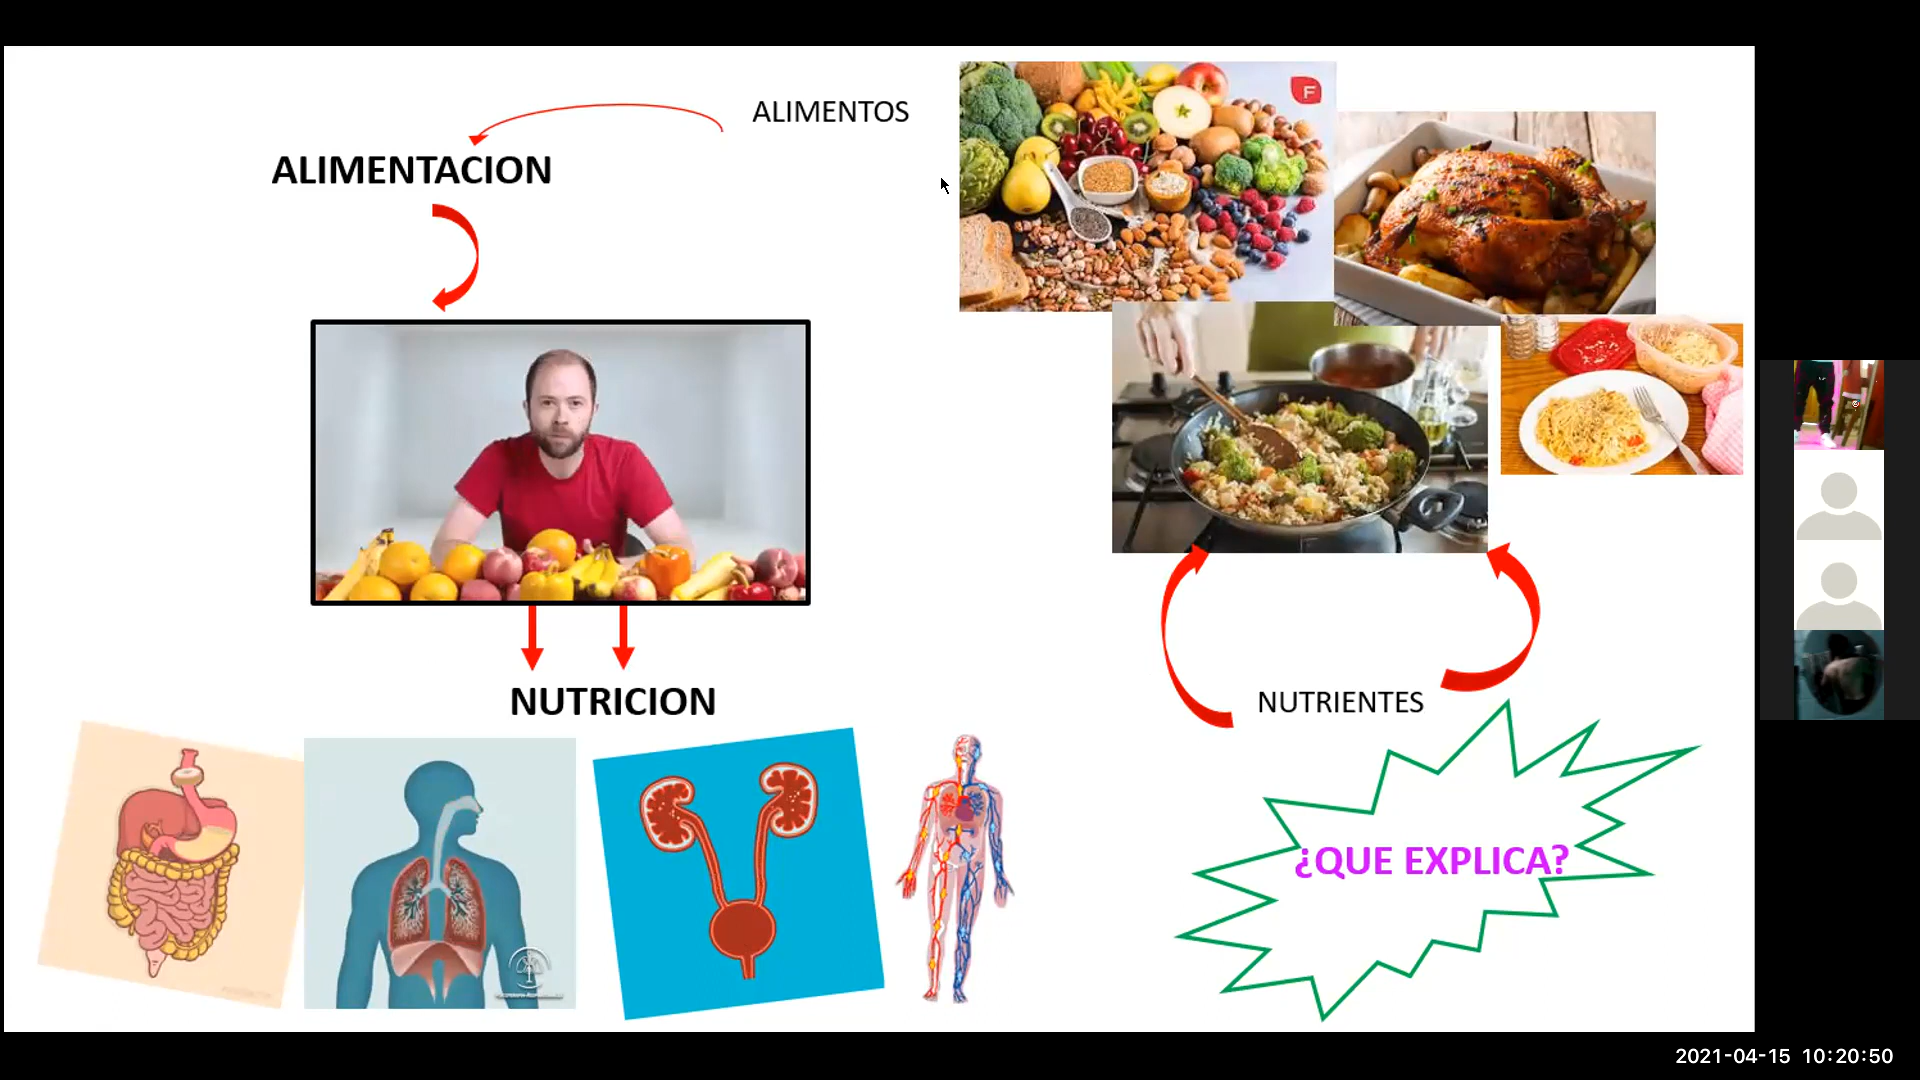 ALIMENTOS
F
ALIMENTACION
NUTRICION
NUTRIENTES
¿QUE EXPLICA?
2021-04-15 10:20:50